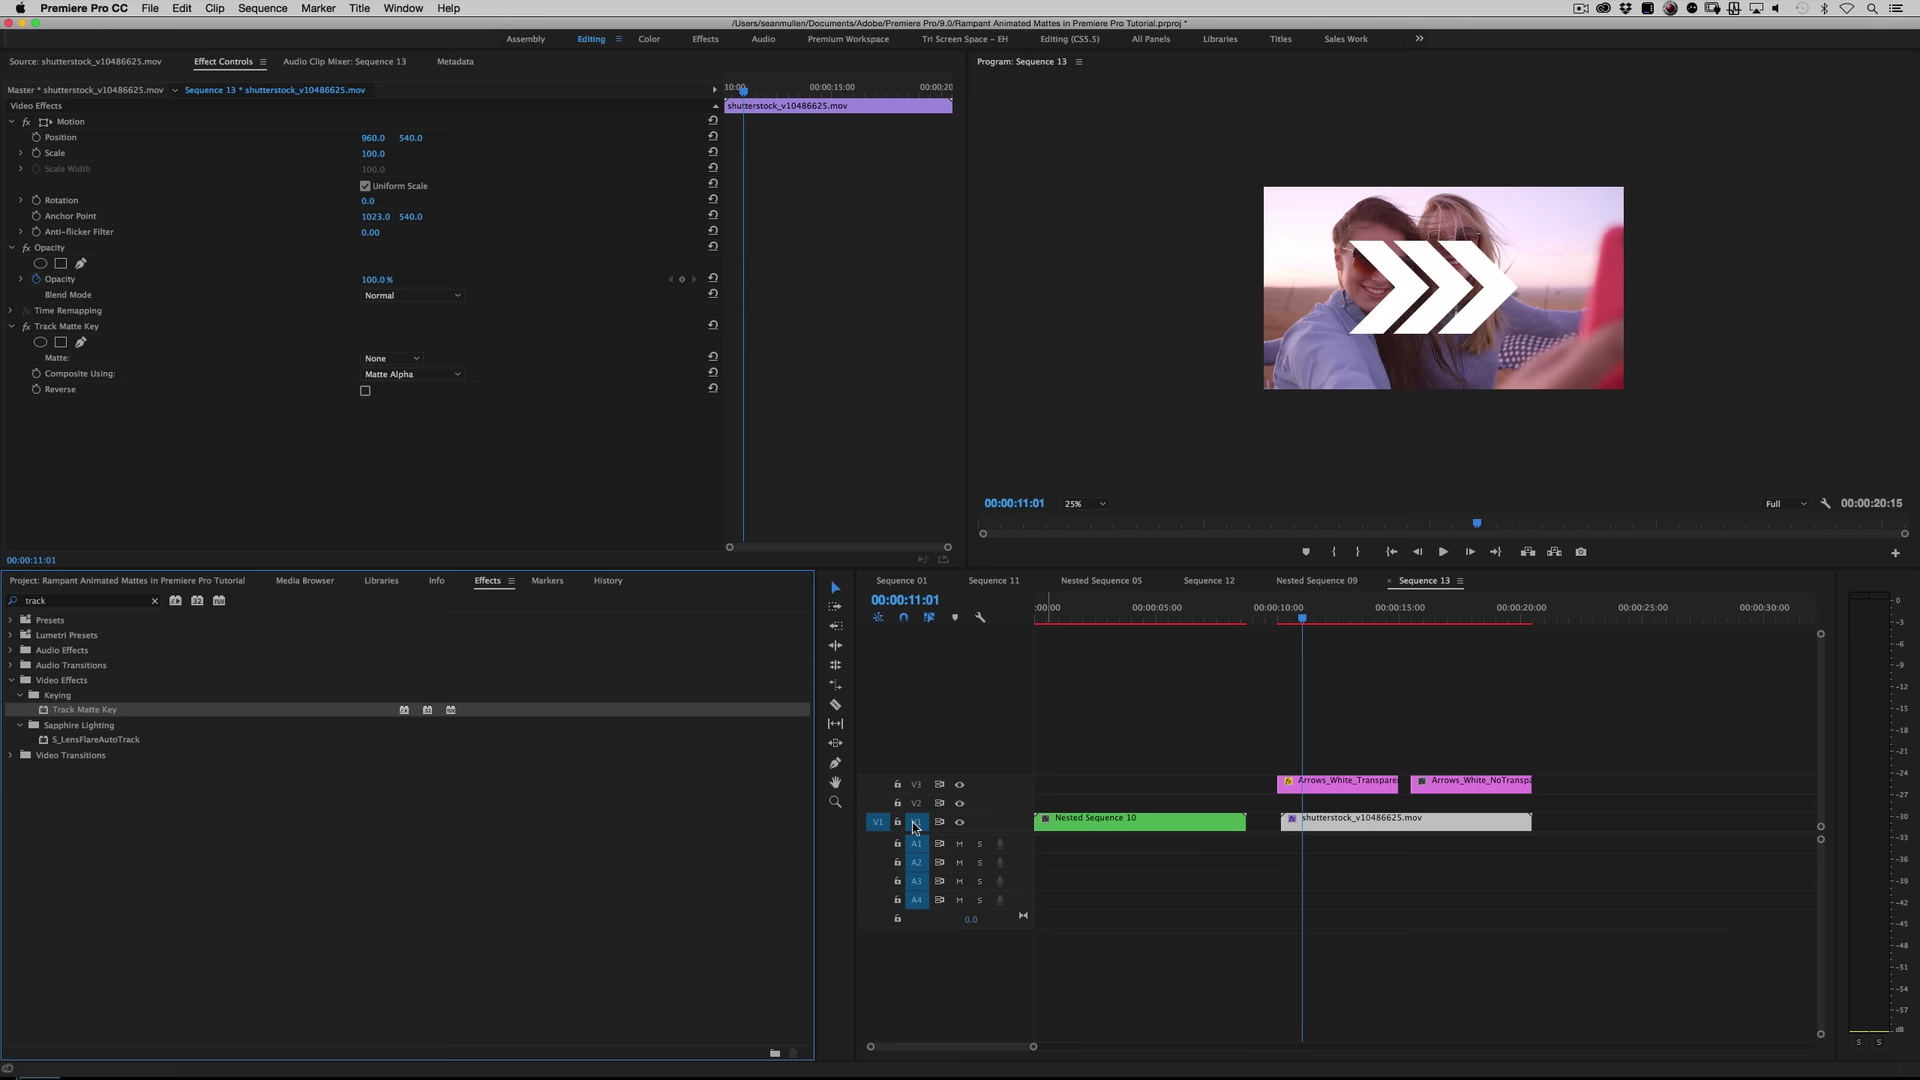 Premiere Pro CC File Edit Clip Sequence Marker Title Window Help
/Users/seanmullen/Documents/Adobe/Premiere Pro/9.0/Rampant Animated Mattes in Premiere Pro Tutorial.prproj *
Assembly Editing Color Effects Audio Premium Workspace Tri Screen Space - EH Editing (CS5.5) All Panels Libraries Titles Sales Work
Source: shutterstock_v10486625.mov Effect Controls Audio Clip Mixer: Sequence 13 Metadata
Program: Sequence 13
Master * shutterstock_v10486625.mov Sequence 13 * shutterstock_v10486625.mov
10:00 00:00:15:00 00:00:20
Video Effects
shutterstock_v10486625.mov
fx Motion
Position 960.0 540.0
Scale 100.0
Scale Width 100.0
Uniform Scale
Rotation 0.0
Anchor Point 1023.0 540.0
Anti-flicker Filter 0.00
fx Opacity
Opacity 100.0 %
Blend Mode Normal
Time Remapping
fx Track Matte Key
Matte: None
Composite Using: Matte Alpha
Reverse
00:00:11:01
00:00:11:01 25% Full 00:00:20:15
Project: Rampant Animated Mattes in Premiere Pro Tutorial Media Browser Libraries Info Effects Markers History
track
Presets
Lumetri Presets
Audio Effects
Audio Transitions
Video Effects
Keying
Track Matte Key
Sapphire Lighting
S_LensFlareAutoTrack
Video Transitions
Sequence 01 Sequence 11 Nested Sequence 05 Sequence 12 Nested Sequence 09 × Sequence 13
00:00:11:01
:00:00 00:00:05:00 00:00:10:00 00:00:15:00 00:00:20:00 00:00:25:00 00:00:30:00
V3 Arrows_White_Transpare Arrows_White_NoTranspa
V2
V1 V1 Nested Sequence 10 shutterstock_v10486625.mov
A1 M S
A2 M S
A3 M S
A4 M S
0.0
0
-3
-6
-9
-12
-15
-18
-21
-24
-27
-30
-33
-36
-39
-42
-45
-48
-51
-54
-57
dB
S S